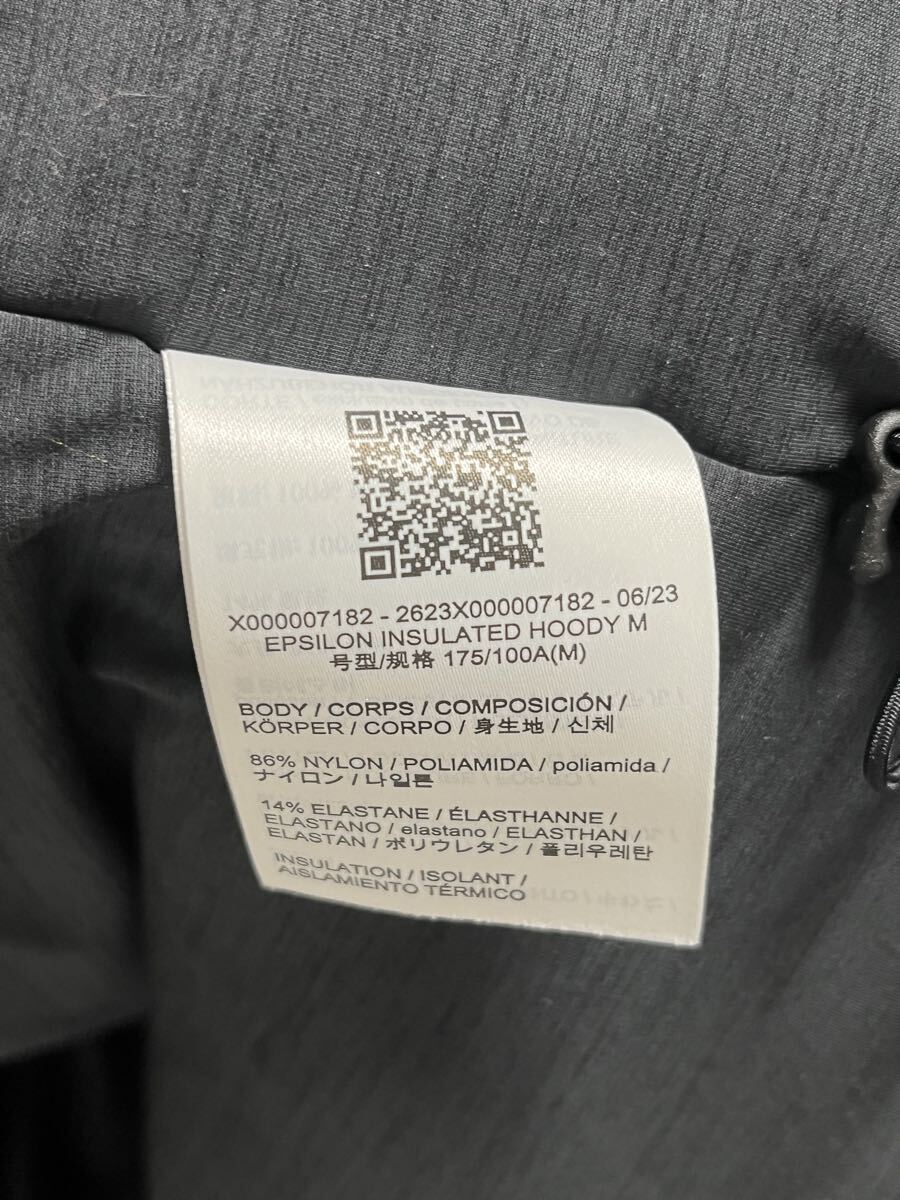 X000007182 - 2623X000007182 - 06/23
EPSILON INSULATED HOODY M
号型/规格 175/100A(M)
BODY / CORPS / COMPOSICIÓN /
KÖRPER / CORPO / 身生地 / 신체
86% NYLON / POLIAMIDA / poliamida /
ナイロン / 나일론
14% ELASTANE / ÉLASTHANNE /
ELASTANO / elastano / ELASTHAN /
ELASTAN / ポリウレタン / 폴리우레탄
INSULATION / ISOLANT /
AISLAMIENTO TÉRMICO